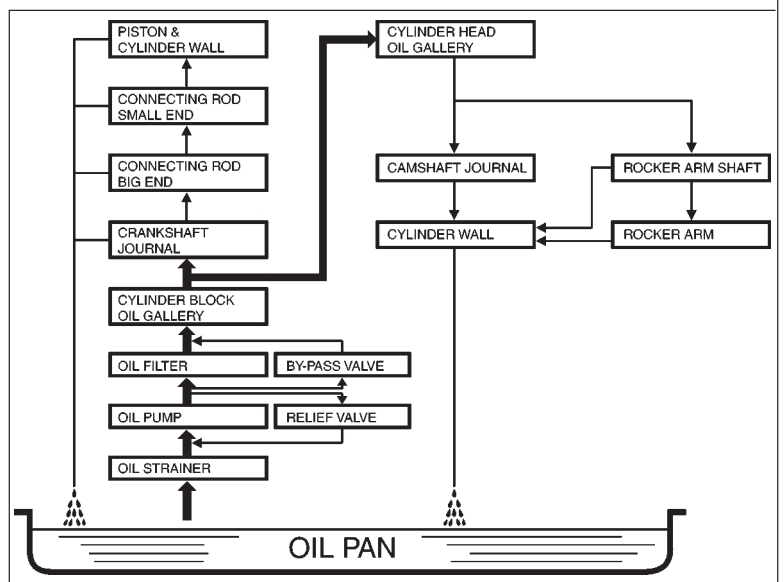 PISTON &
CYLINDER WALL
CONNECTING ROD
SMALL END
CONNECTING ROD
BIG END
CRANKSHAFT
JOURNAL
CYLINDER BLOCK
OIL GALLERY
OIL FILTER
BY-PASS VALVE
OIL PUMP
RELIEF VALVE
OIL STRAINER
CYLINDER HEAD
OIL GALLERY
CAMSHAFT JOURNAL
ROCKER ARM SHAFT
CYLINDER WALL
ROCKER ARM
OIL PAN